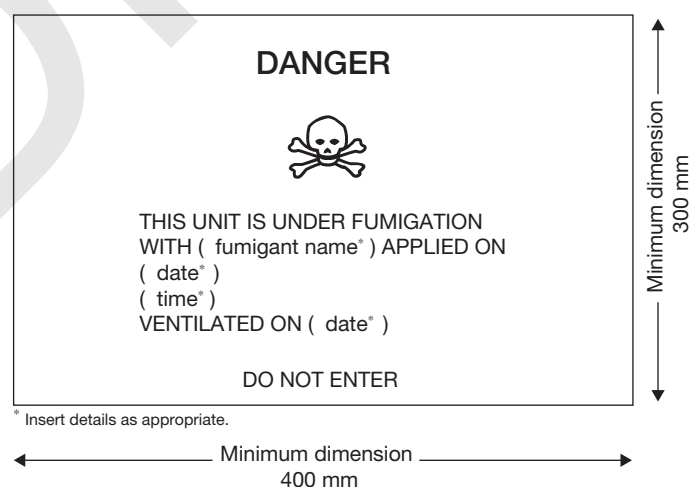 DANGER
THIS UNIT IS UNDER FUMIGATION
WITH ( fumigant name* ) APPLIED ON
( date* )
( time* )
VENTILATED ON ( date* )
DO NOT ENTER
* Insert details as appropriate.
Minimum dimension
400 mm
Minimum dimension
300 mm